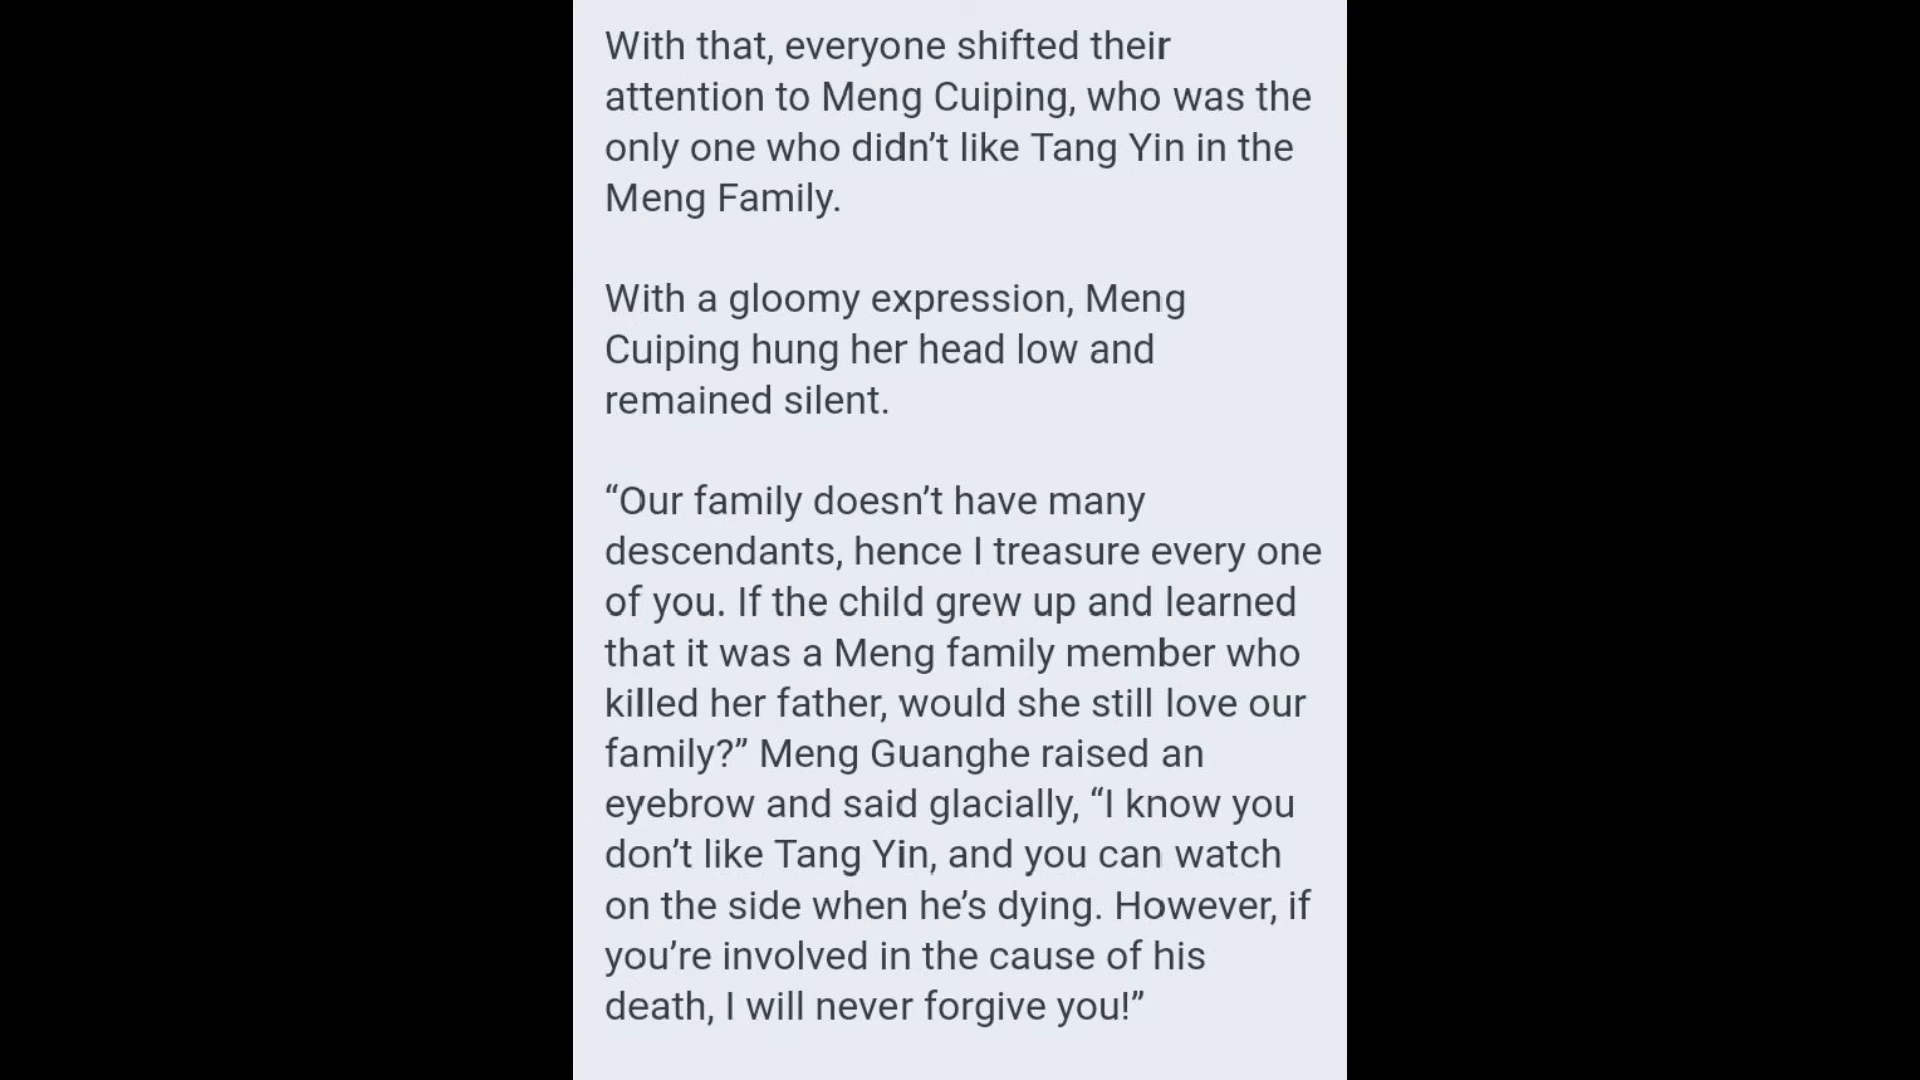 With that, everyone shifted their
attention to Meng Cuiping, who was the
only one who didn’t like Tang Yin in the
Meng Family.
With a gloomy expression, Meng
Cuiping hung her head low and
remained silent.
“Our family doesn’t have many
descendants, hence I treasure every one
of you. If the child grew up and learned
that it was a Meng family member who
killed her father, would she still love our
family?” Meng Guanghe raised an
eyebrow and said glacially, “I know you
don’t like Tang Yin, and you can watch
on the side when he’s dying. However, if
you’re involved in the cause of his
death, I will never forgive you!”